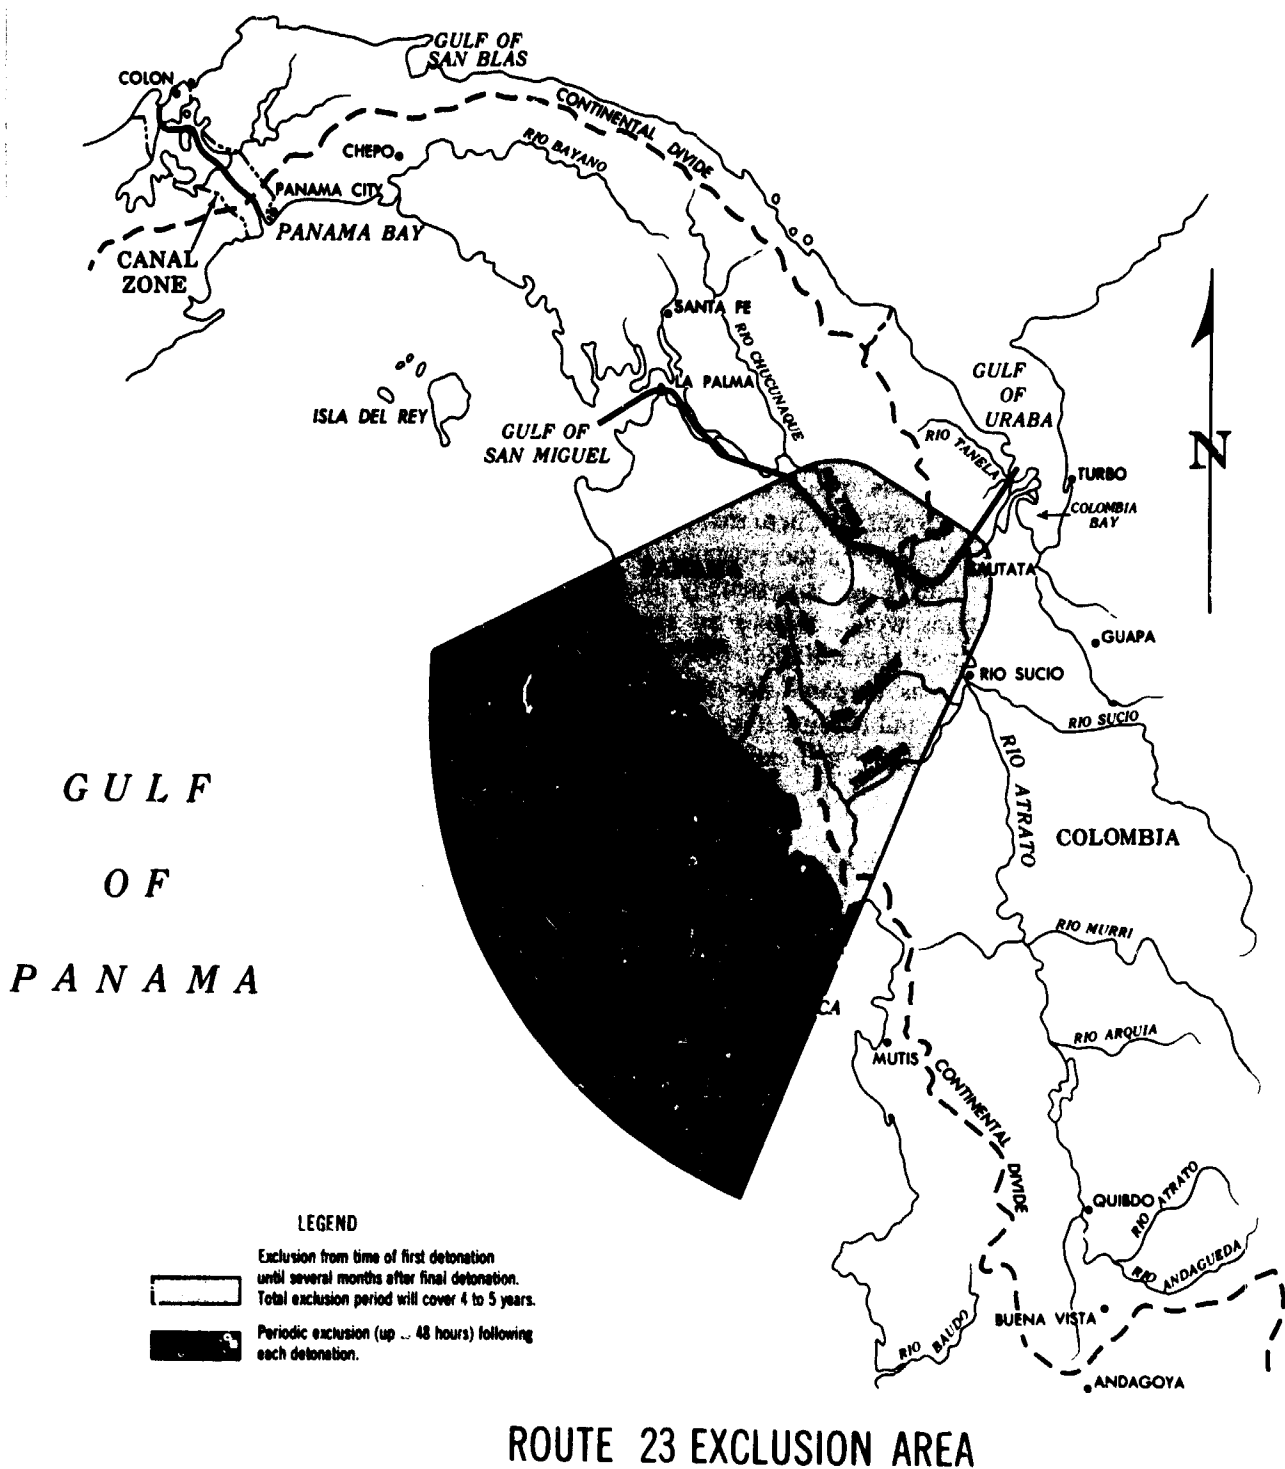 GULF OF
SAN BLAS
COLON
CONTINENTAL DIVIDE
RIO BAYANO
CHEPO
PANAMA CITY
PANAMA BAY
CANAL
ZONE
SANTA FE
RIO CHUCUNAQUE
LA PALMA
ISLA DEL REY
GULF OF
SAN MIGUEL
GULF
OF
URABA
RIO TANELA
TURBO
COLOMBIA
BAY
N
GUAPA
RIO SUCIO
RIO SUCIO
RIO ATRATO
COLOMBIA
GULF
OF
PANAMA
RIO MURRI
CA
RIO ARQUIA
MUTIS
CONTINENTAL DIVIDE
QUIBDO
RIO ATRATO
RIO ANDAGUEDA
BUENA VISTA
RIO BAUDO
ANDAGOYA
LEGEND
Exclusion from time of first detonation
until several months after final detonation.
Total exclusion period will cover 4 to 5 years.
Periodic exclusion (up 48 hours) following
each detonation.
ROUTE 23 EXCLUSION AREA